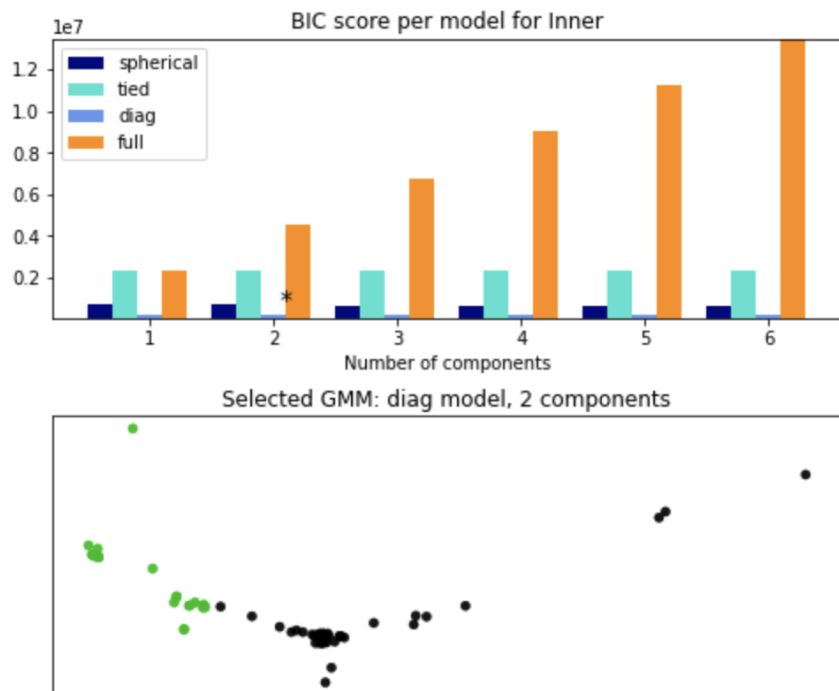 BIC score per model for Inner
1e7
spherical
tied
diag
full
1.2
1.0
0.8
0.6
0.4
0.2
*
1 2 3 4 5 6
Number of components
Selected GMM: diag model, 2 components